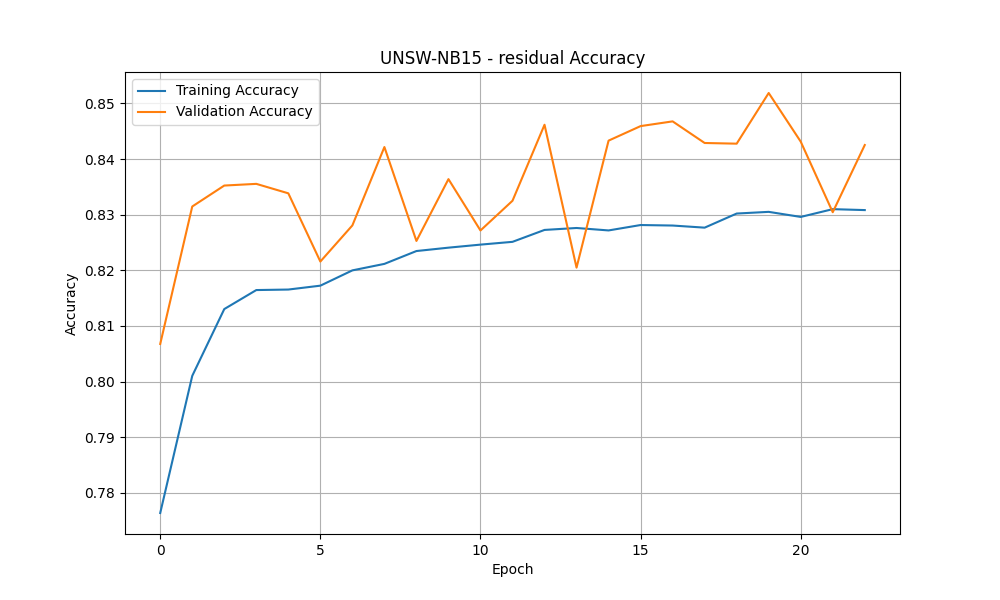 UNSW-NB15 - residual Accuracy
Training Accuracy
Validation Accuracy
0.85
0.84
0.83
0.82
0.81
0.80
0.79
0.78
Accuracy
0 5 10 15 20
Epoch